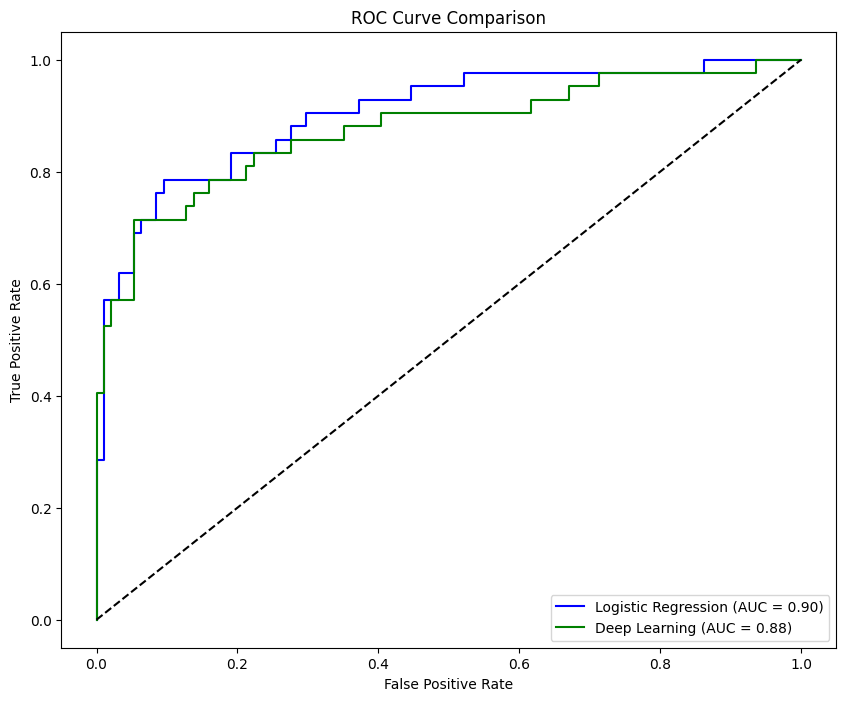 ROC Curve Comparison
1.0
0.8
0.6
0.4
0.2
0.0
True Positive Rate
0.0 0.2 0.4 0.6 0.8 1.0
False Positive Rate
Logistic Regression (AUC = 0.90)
Deep Learning (AUC = 0.88)